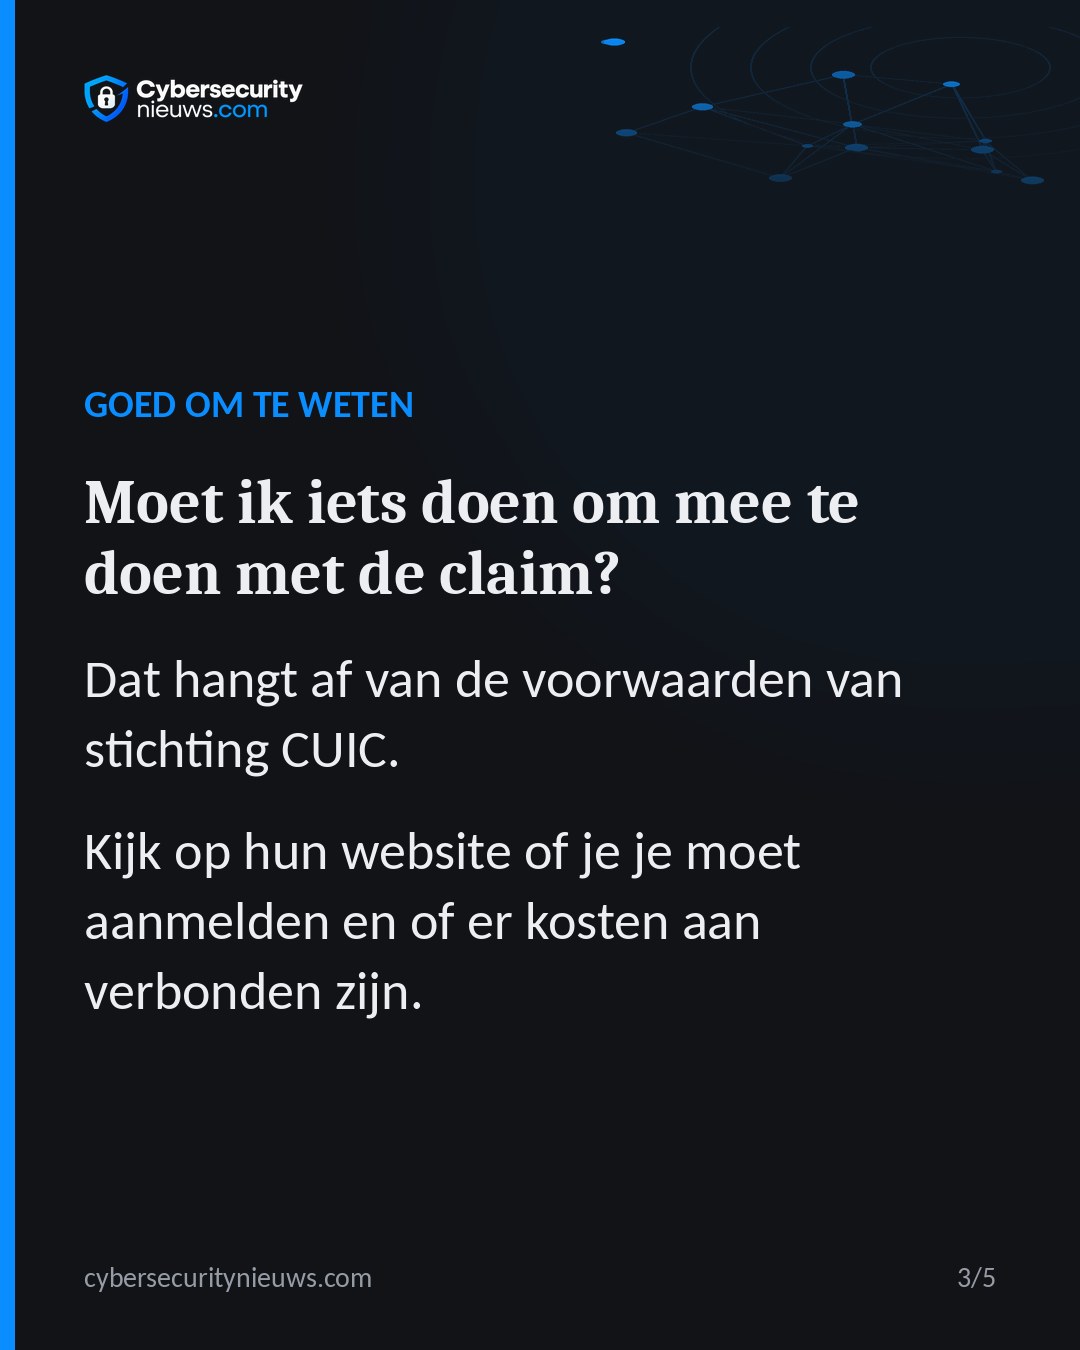 Cybersecurity
nieuws.com
GOED OM TE WETEN
Moet ik iets doen om mee te
doen met de claim?
Dat hangt af van de voorwaarden van
stichting CUIC.
Kijk op hun website of je je moet
aanmelden en of er kosten aan
verbonden zijn.
cybersecuritynieuws.com
3/5